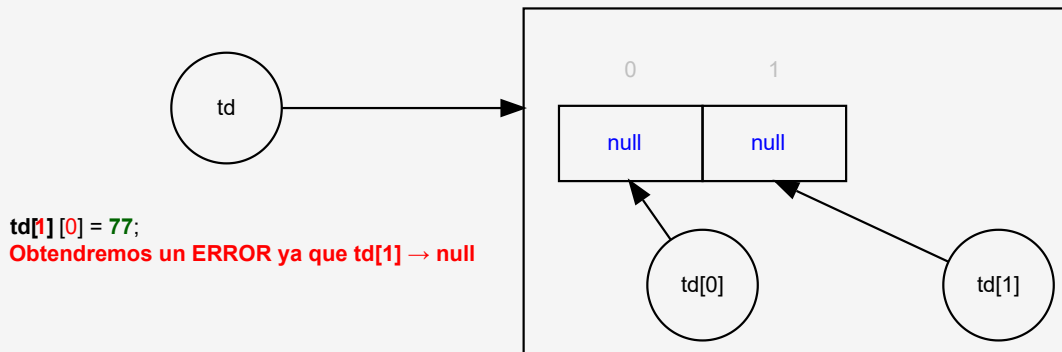 td
0 1
null null
td[1] [0] = 77;
Obtendremos un ERROR ya que td[1] → null
td[0] td[1]